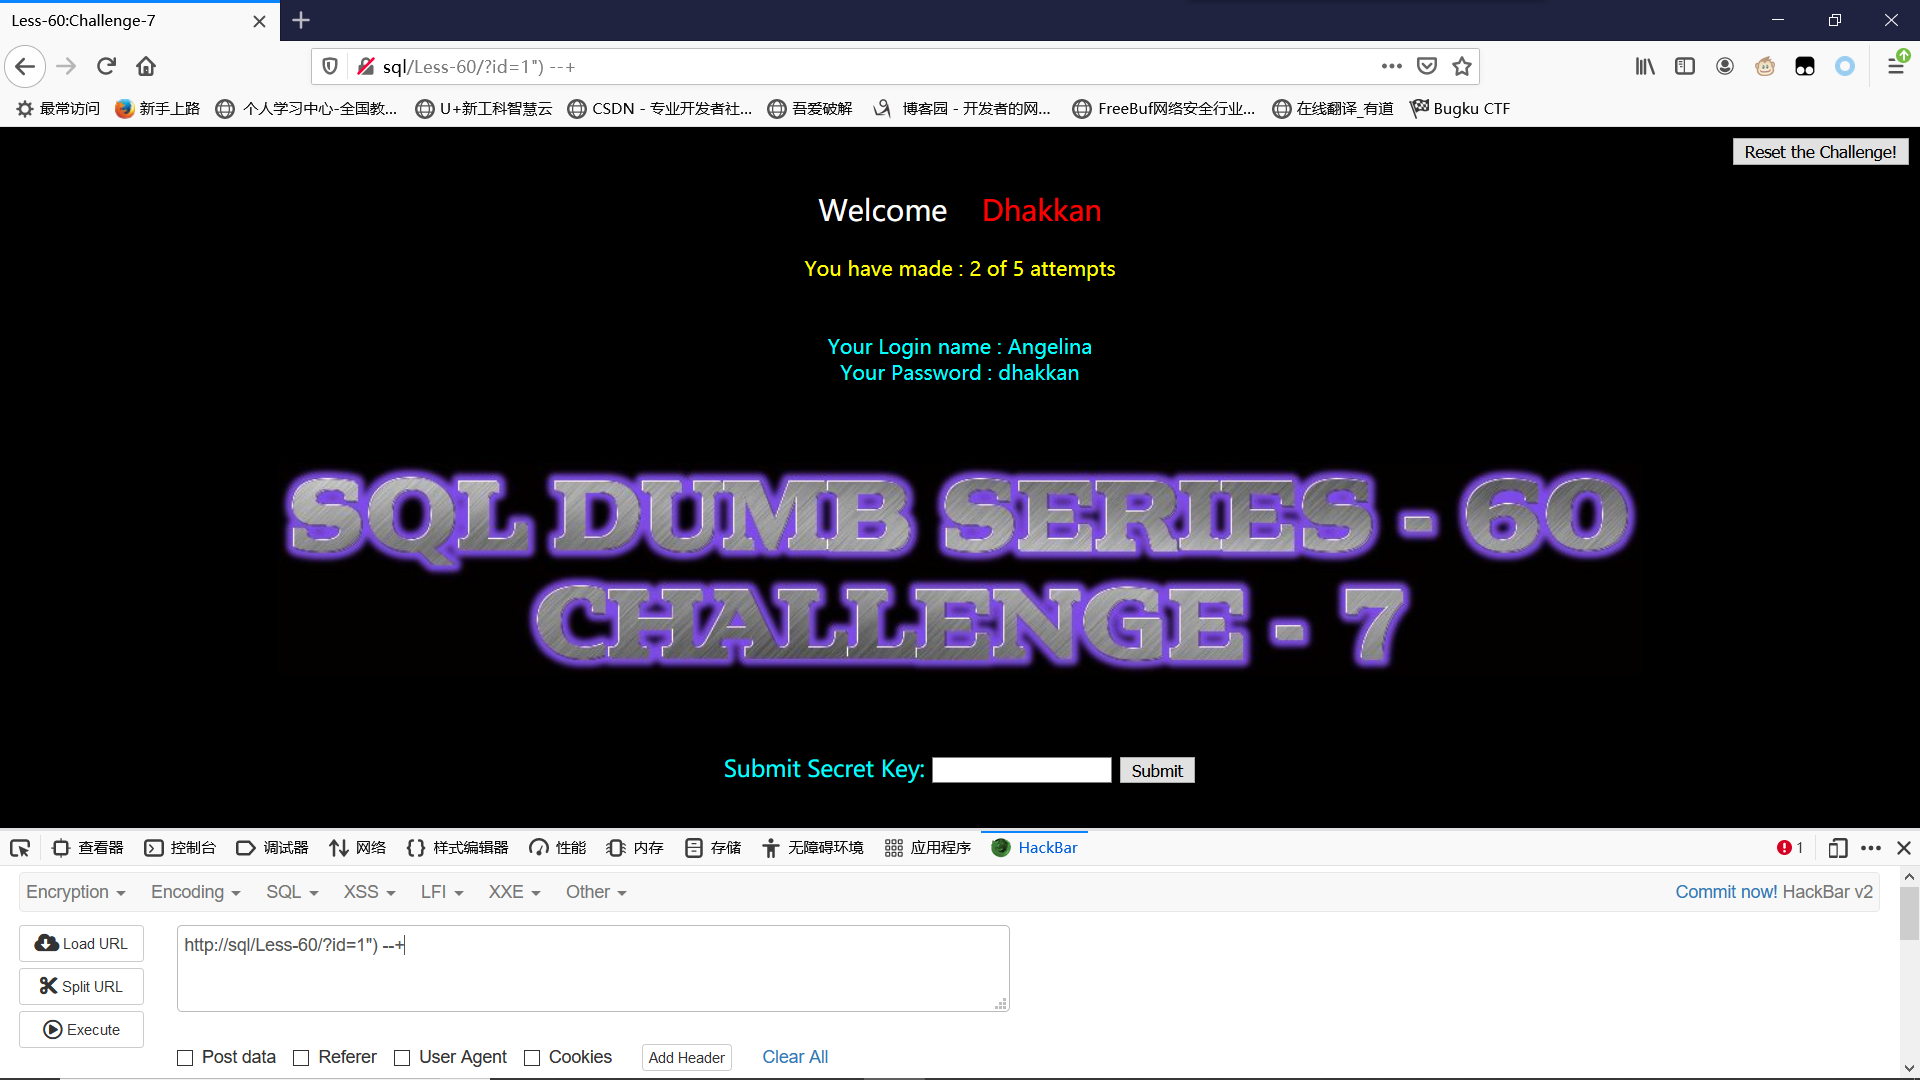 Less-60:Challenge-7
sql/Less-60/?id=1") --+
最常访问 新手上路 个人学习中心-全国教... U+新工科智慧云 CSDN - 专业开发者社... 吾爱破解 博客园 - 开发者的网... FreeBuf网络安全行业... 在线翻译_有道 Bugku CTF
Reset the Challenge!
Welcome Dhakkan
You have made : 2 of 5 attempts
Your Login name : Angelina
Your Password : dhakkan
SQL DUMB SERIES - 60
CHALLENGE - 7
Submit Secret Key: Submit
查看器 控制台 调试器 网络 样式编辑器 性能 内存 存储 无障碍环境 应用程序 HackBar 1
Encryption Encoding SQL XSS LFI XXE Other Commit now! HackBar v2
Load URL http://sql/Less-60/?id=1") --+
Split URL
Execute
Post data Referer User Agent Cookies Add Header Clear All